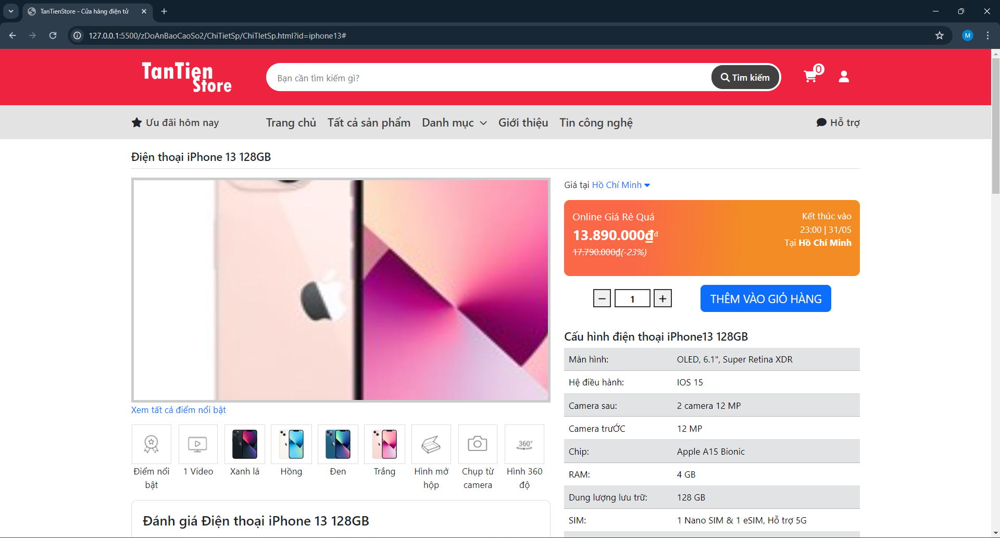 TanTienStore - Cửa hàng điện tử
127.0.0.1:5500/zDoAnBaoCaoSo2/ChiTietSp/ChiTIetSp.html?id=iphone13#
M
TanTien
Store
Bạn cần tìm kiếm gì?
Tìm kiếm
0
Ưu đãi hôm nay
Trang chủ
Tất cả sản phẩm
Danh mục
Giới thiệu
Tin công nghệ
Hỗ trợ
Điện thoại iPhone 13 128GB
Giá tại Hồ Chí Minh
Online Giá Rẻ Quá
13.890.000₫đ
17.790.000₫(-23%)
Kết thúc vào
23:00 | 31/05
Tại Hồ Chí Minh
1
THÊM VÀO GIỎ HÀNG
Xem tất cả điểm nổi bật
Điểm nổi bật
1 Video
Xanh lá
Hồng
Đen
Trắng
Hình mở hộp
Chụp từ camera
360°
Hình 360 độ
Đánh giá Điện thoại iPhone 13 128GB
Cấu hình điện thoại iPhone13 128GB
Màn hình: OLED, 6.1", Super Retina XDR
Hệ điều hành: IOS 15
Camera sau: 2 camera 12 MP
Camera trƯỚC 12 MP
Chip: Apple A15 Bionic
RAM: 4 GB
Dung lượng lưu trữ: 128 GB
SIM: 1 Nano SIM & 1 eSIM, Hỗ trợ 5G